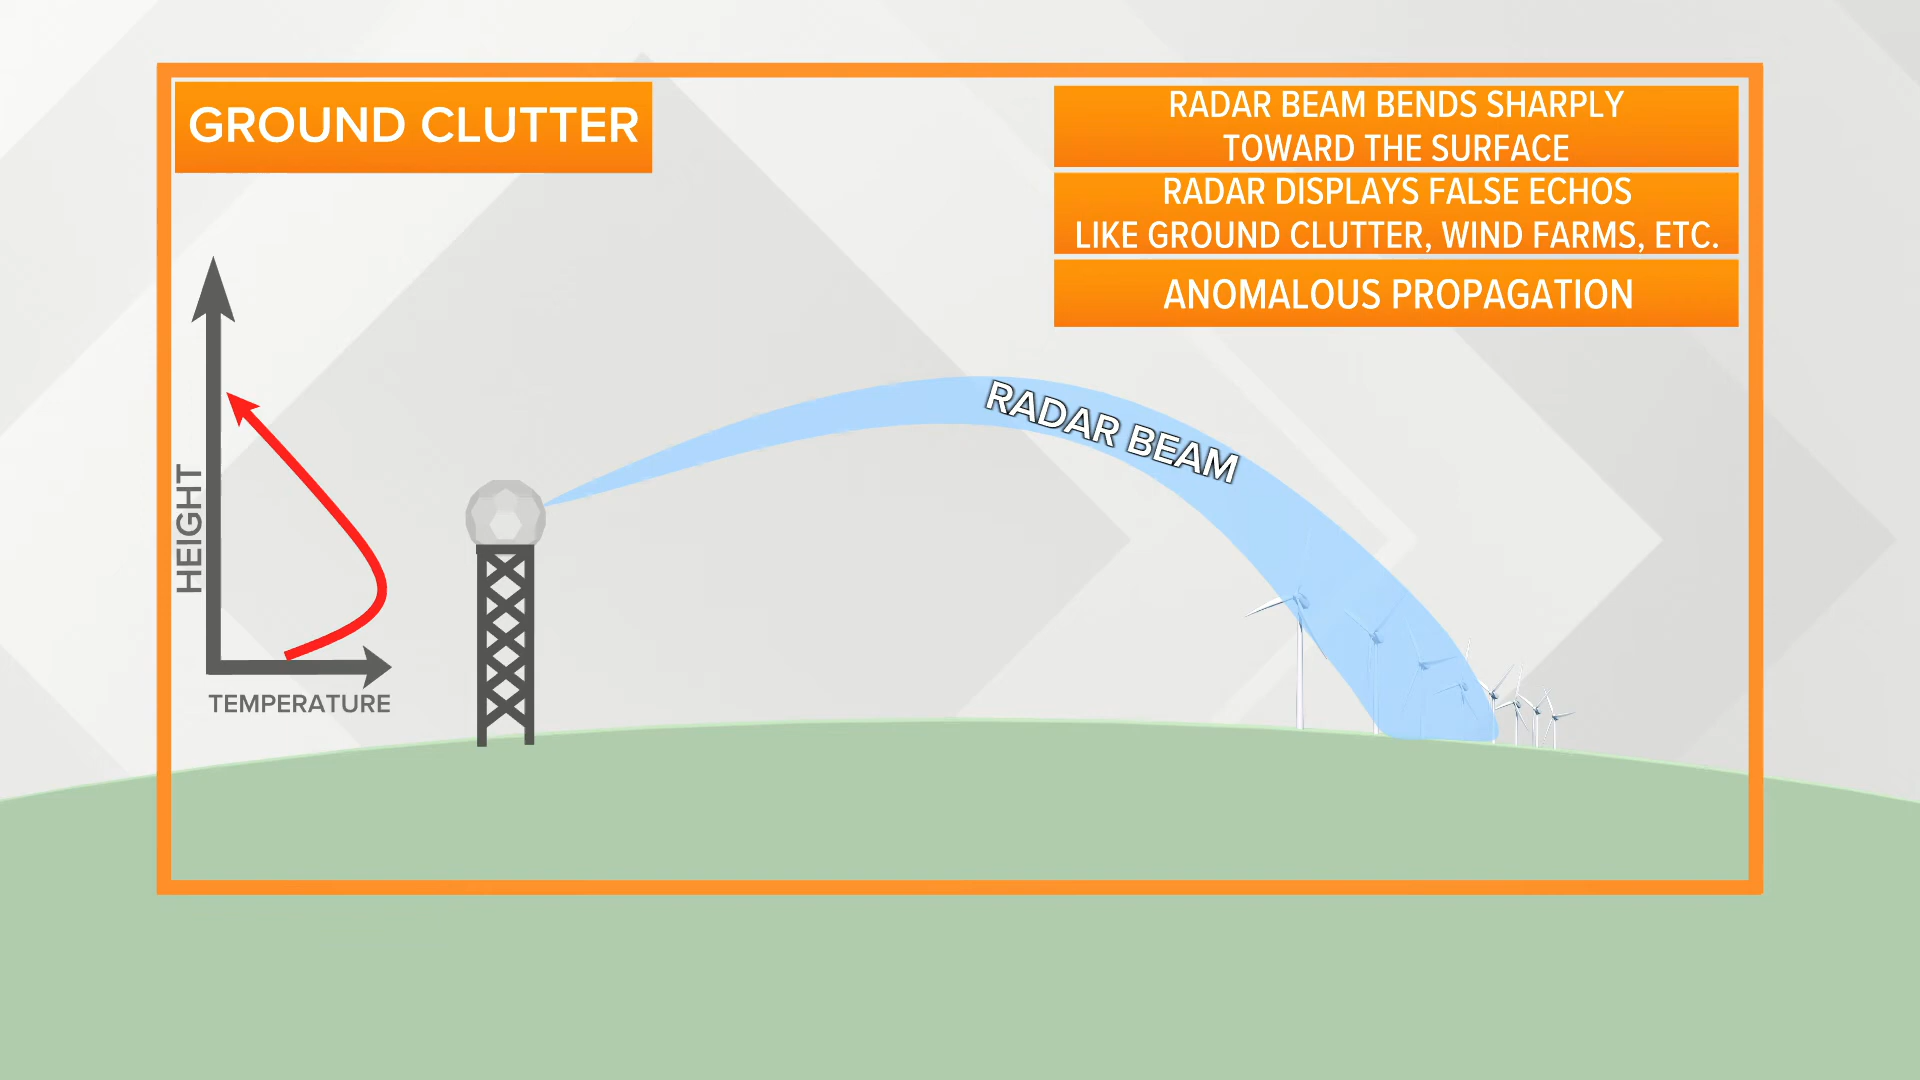 GROUND CLUTTER
RADAR BEAM BENDS SHARPLY
TOWARD THE SURFACE
RADAR DISPLAYS FALSE ECHOS
LIKE GROUND CLUTTER, WIND FARMS, ETC.
ANOMALOUS PROPAGATION
RADAR BEAM
HEIGHT
TEMPERATURE